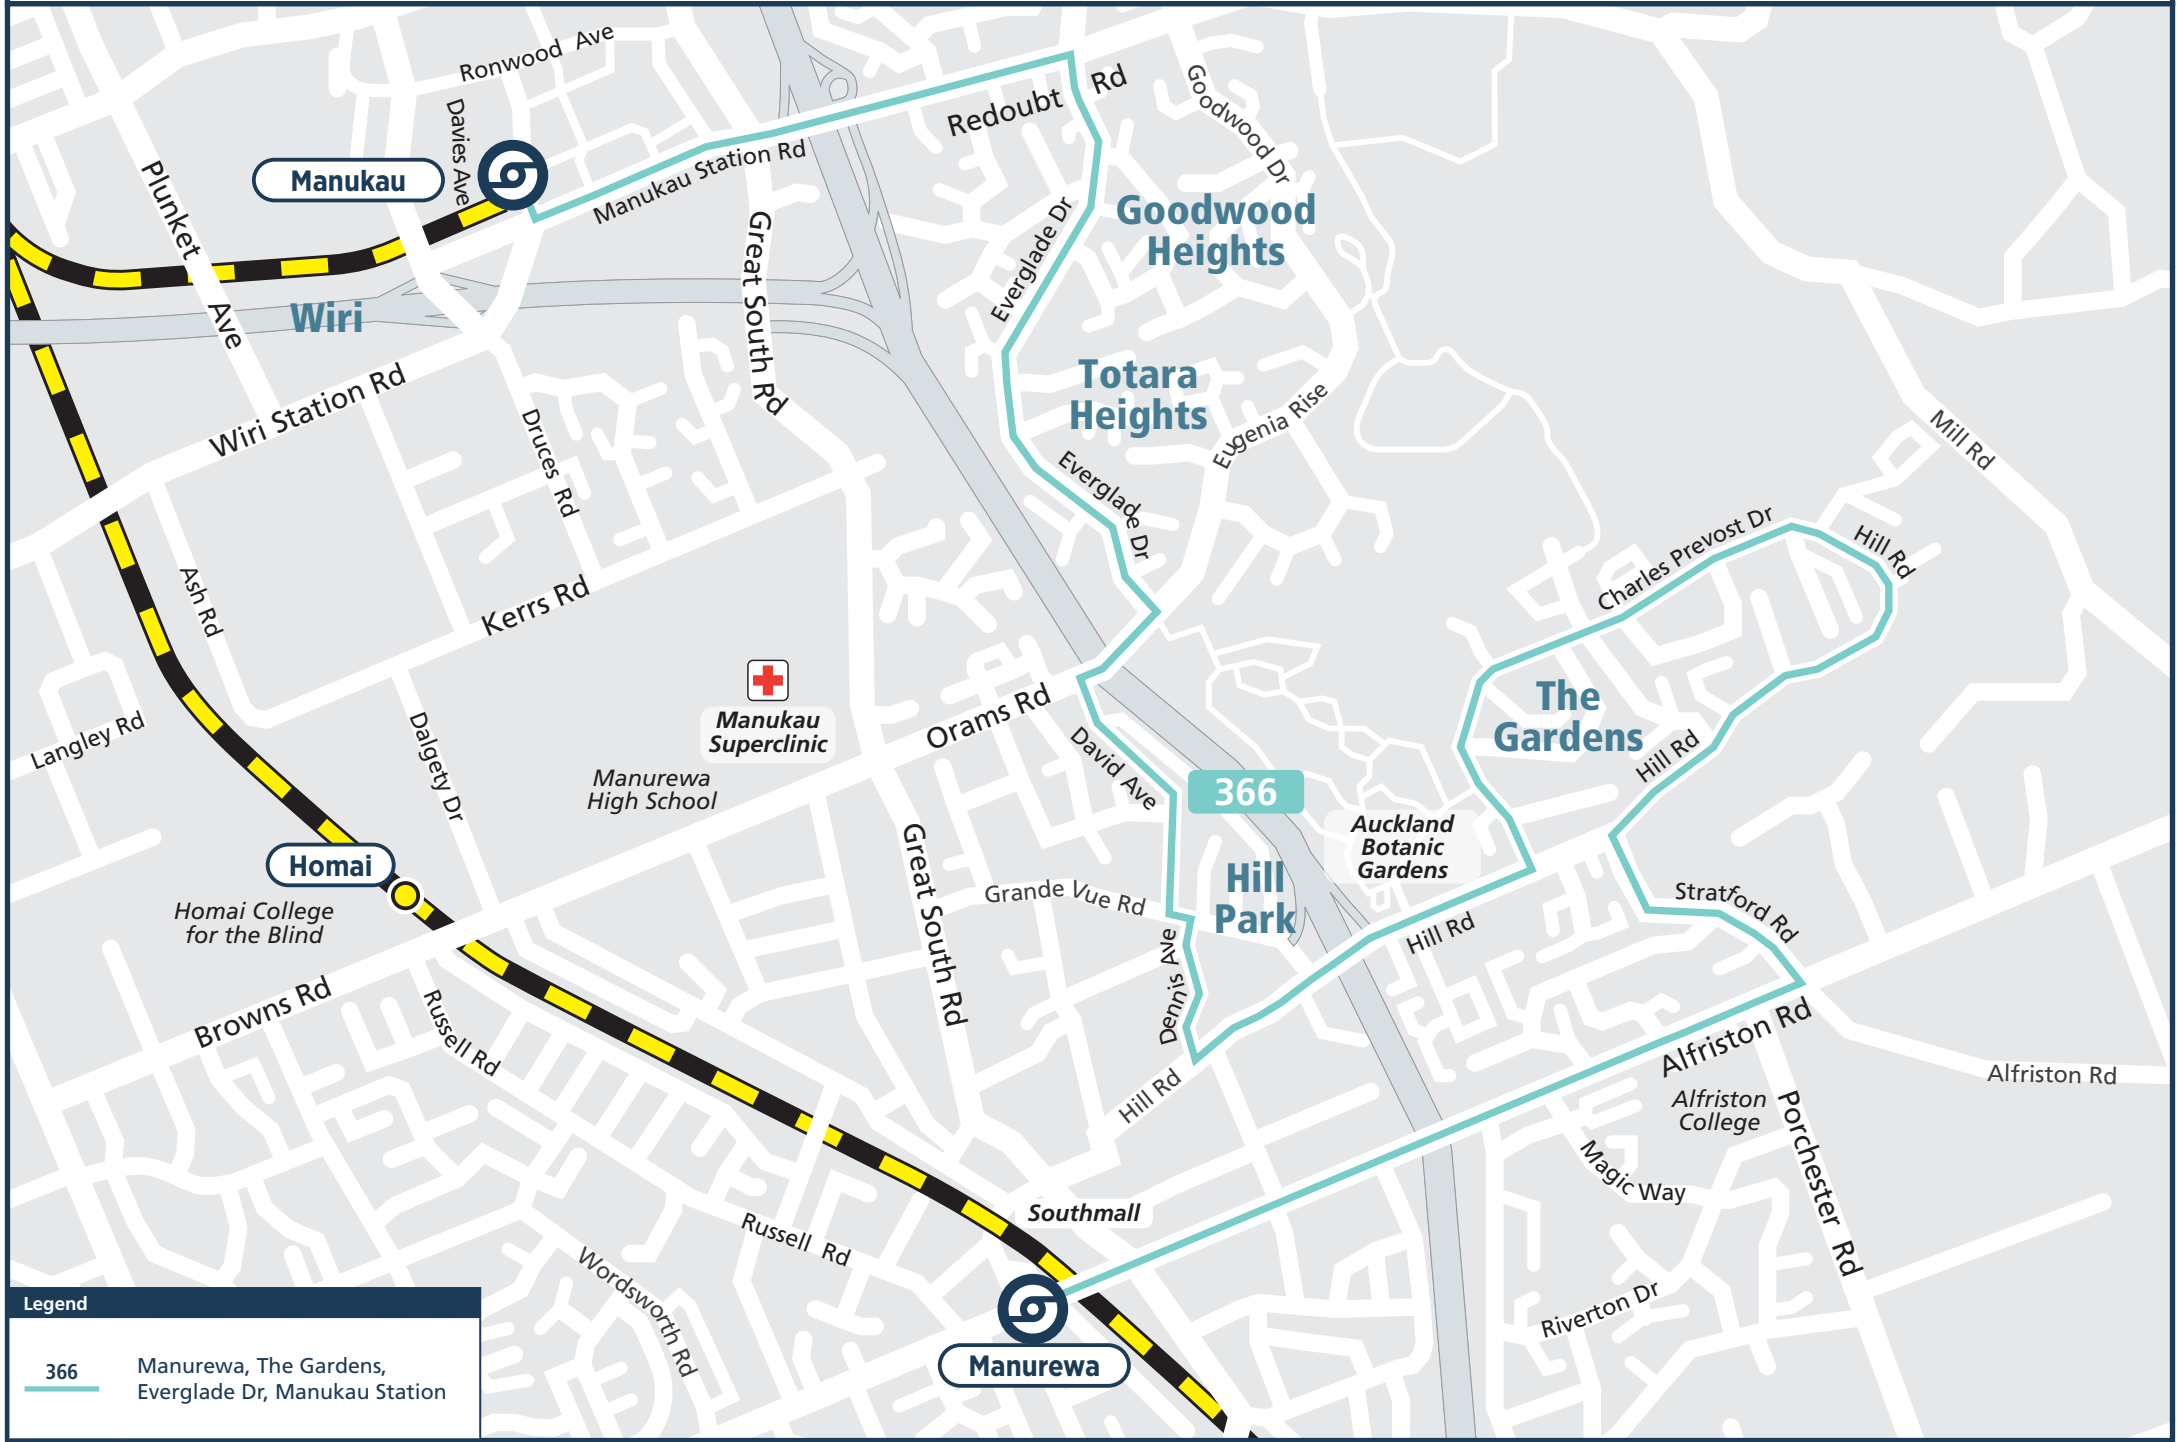 Ronwood Ave
Redoubt Rd
Goodwood Dr
Davies Ave
Manukau
Manukau Station Rd
Plunket Ave
Goodwood
Heights
Everglade Dr
Great South Rd
Wiri
Totara
Heights
Eugenia Rise
Wiri Station Rd
Druces Rd
Everglade Dr
Mill Rd
Charles Prevost Dr
Hill Rd
Ash Rd
Kerrs Rd
Manukau
Superclinic
Orams Rd
The
Gardens
Langley Rd
Dalgety Dr
David Ave
Hill Rd
Manurewa
High School
366
Auckland
Botanic
Gardens
Great South Rd
Homai
Hill
Park
Grande Vue Rd
Stratford Rd
Homai College
for the Blind
Dennis Ave
Hill Rd
Browns Rd
Russell Rd
Alfriston Rd
Alfriston Rd
Hill Rd
Alfriston
College
Porchester Rd
Magic Way
Southmall
Russell Rd
Wordsworth Rd
Riverton Dr
Manurewa
Legend
366
Manurewa, The Gardens,
Everglade Dr, Manukau Station